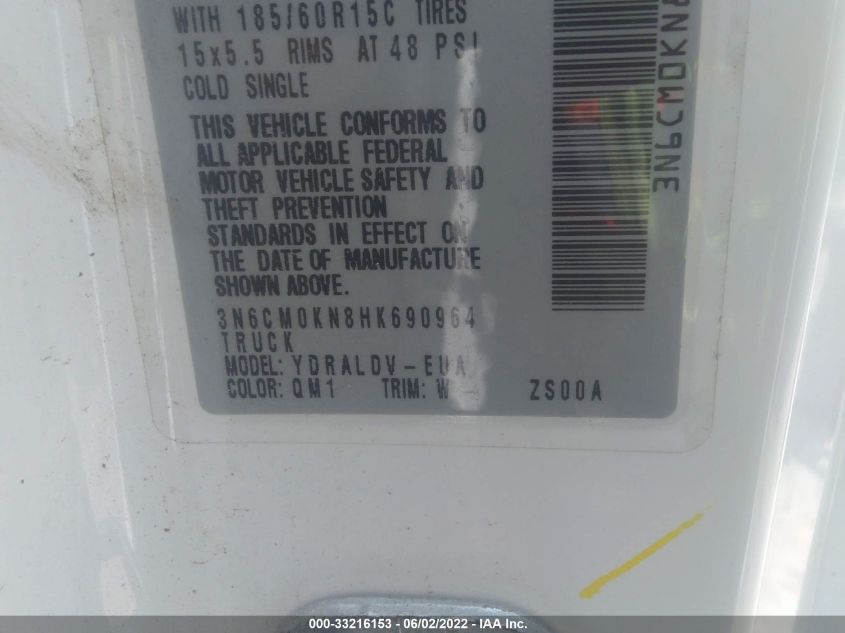 WITH 185/60R15C TIRES
15x5.5 RIMS AT 48 PSI
COLD SINGLE
THIS VEHICLE CONFORMS TO
ALL APPLICABLE FEDERAL
MOTOR VEHICLE SAFETY AND
THEFT PREVENTION
STANDARDS IN EFFECT ON
THE DATE OF MANUFACTURE
SHOWN ABOVE.
3N6CM0KN8HK690964
TRUCK
MODEL: YDRALDV-EUA
COLOR: QM1 TRIM: W ZS00A
3N6CM0KN8
000-33216153 - 06/02/2022 - IAA Inc.